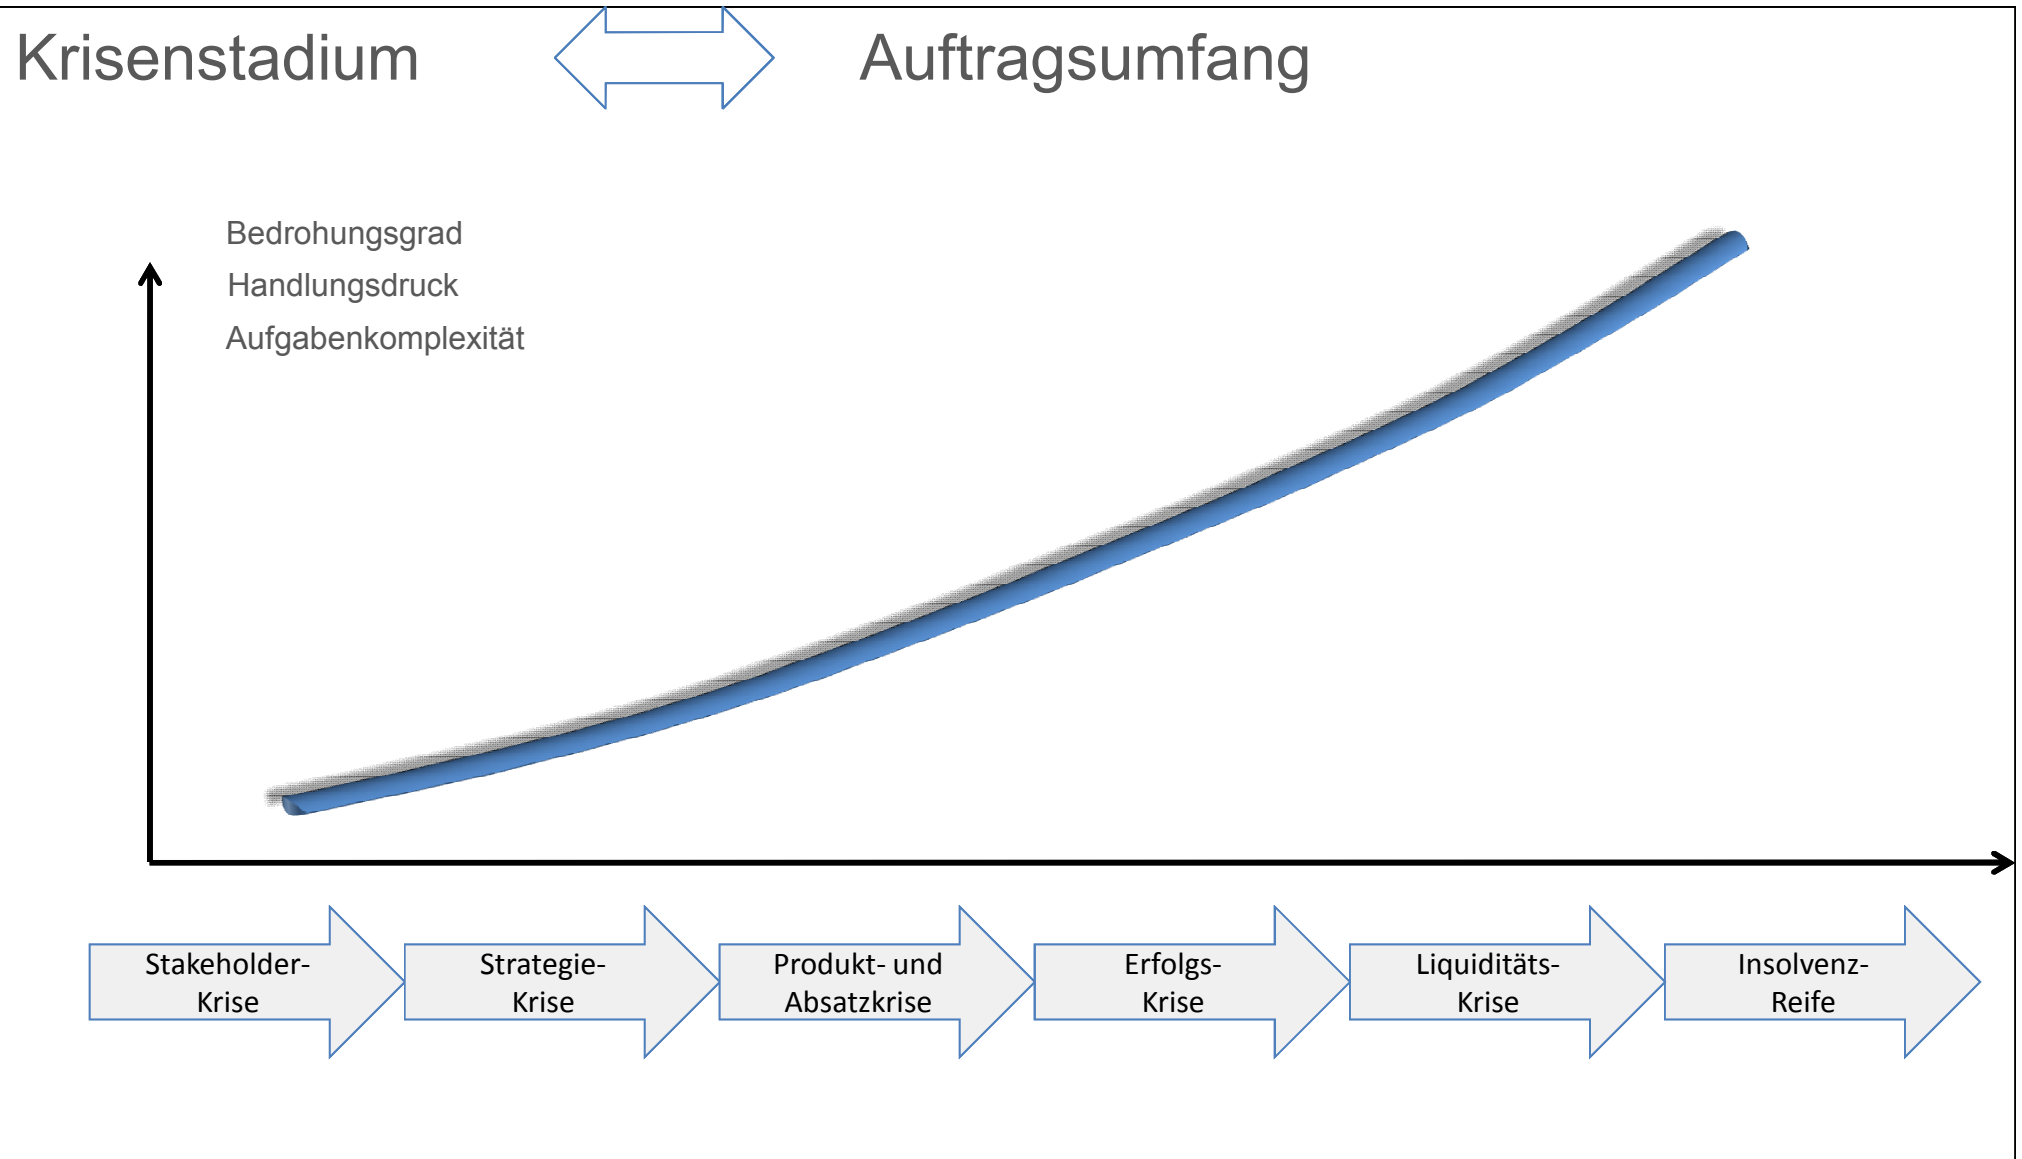 Krisenstadium
Auftragsumfang
Bedrohungsgrad
Handlungsdruck
Aufgabenkomplexität
Stakeholder-
Krise
Strategie-
Krise
Produkt- und
Absatzkrise
Erfolgs-
Krise
Liquiditäts-
Krise
Insolvenz-
Reife